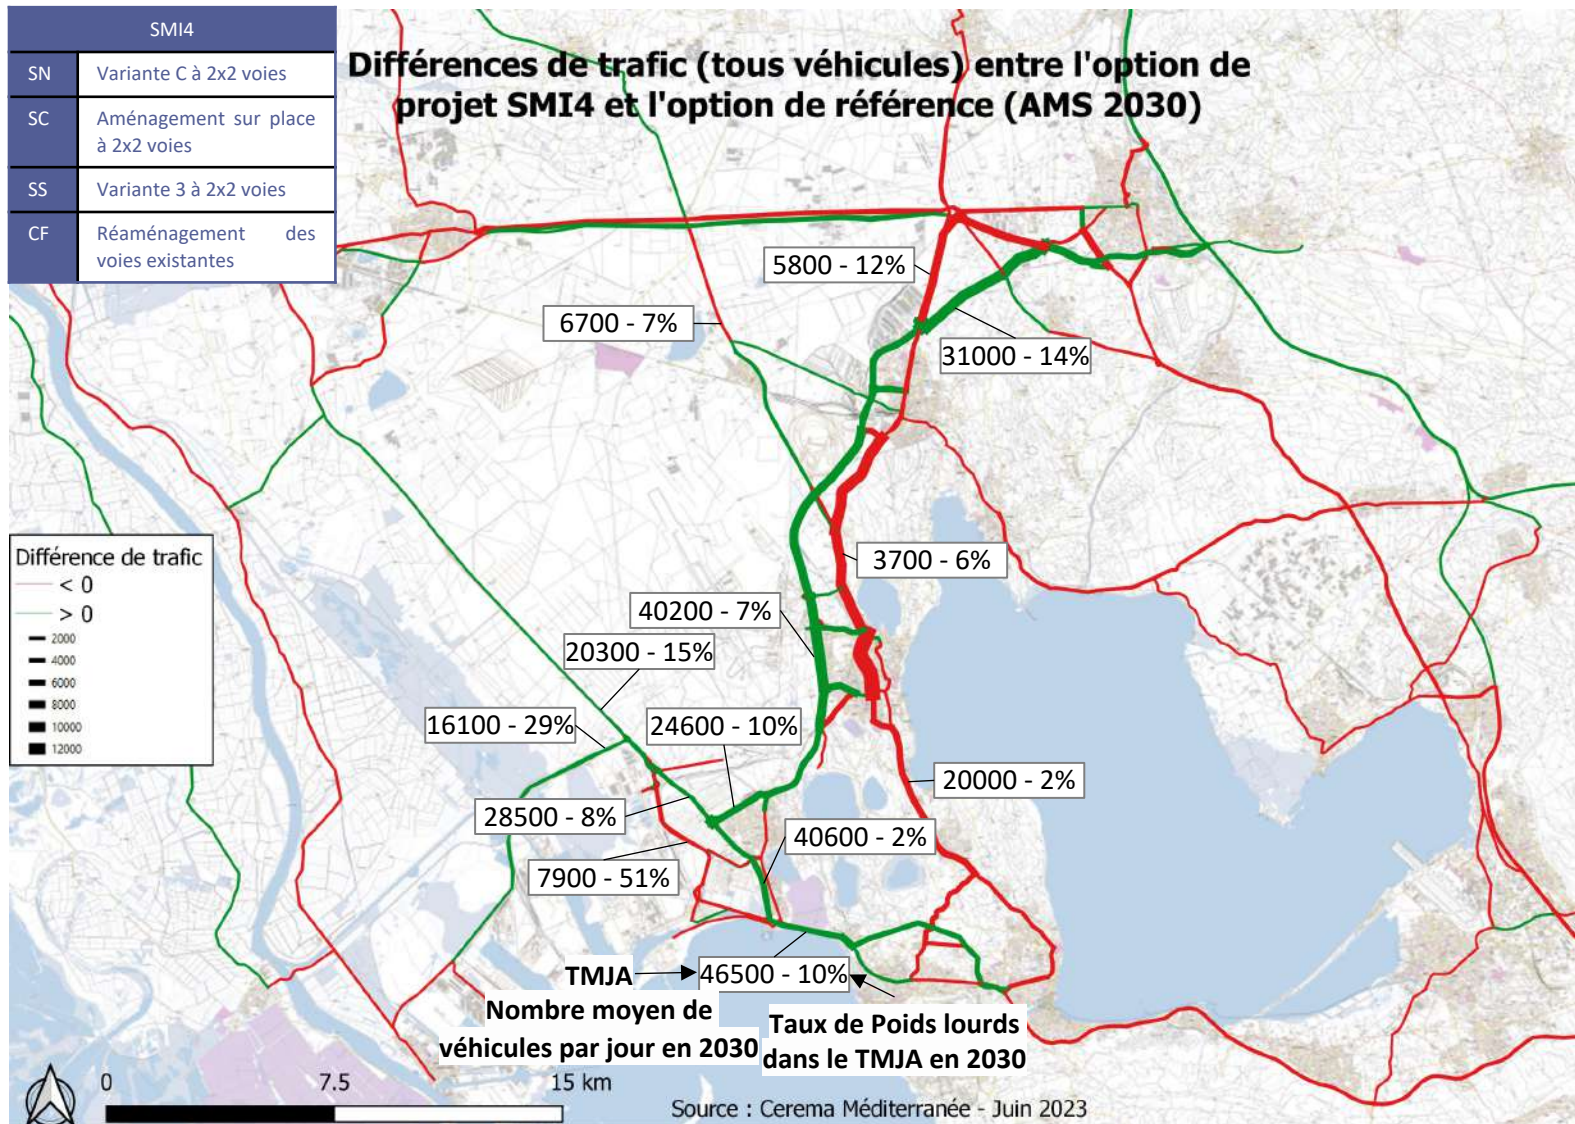 SMI4
SN Variante C à 2x2 voies
SC Aménagement sur place
à 2x2 voies
SS Variante 3 à 2x2 voies
CF Réaménagement des
voies existantes
Différences de trafic (tous véhicules) entre l'option de
projet SMI4 et l'option de référence (AMS 2030)
5800 - 12%
6700 - 7%
31000 - 14%
3700 - 6%
40200 - 7%
20300 - 15%
16100 - 29%
24600 - 10%
20000 - 2%
28500 - 8%
40600 - 2%
7900 - 51%
46500 - 10%
Différence de trafic
< 0
> 0
2000
4000
6000
8000
10000
12000
TMJA
Nombre moyen de
véhicules par jour en 2030
Taux de Poids lourds
dans le TMJA en 2030
0 7.5 15 km
Source : Cerema Méditerranée - Juin 2023